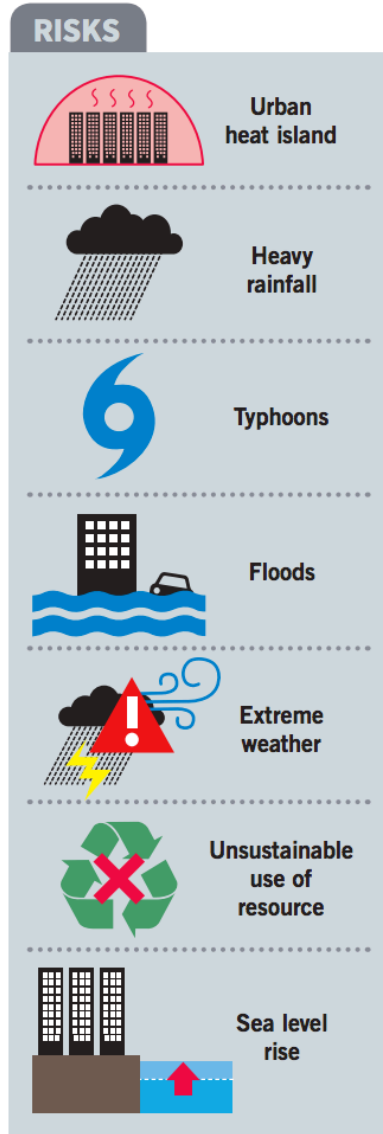 RISKS
Urban
heat island
Heavy
rainfall
Typhoons
Floods
Extreme
weather
Unsustainable
use of
resource
Sea level
rise